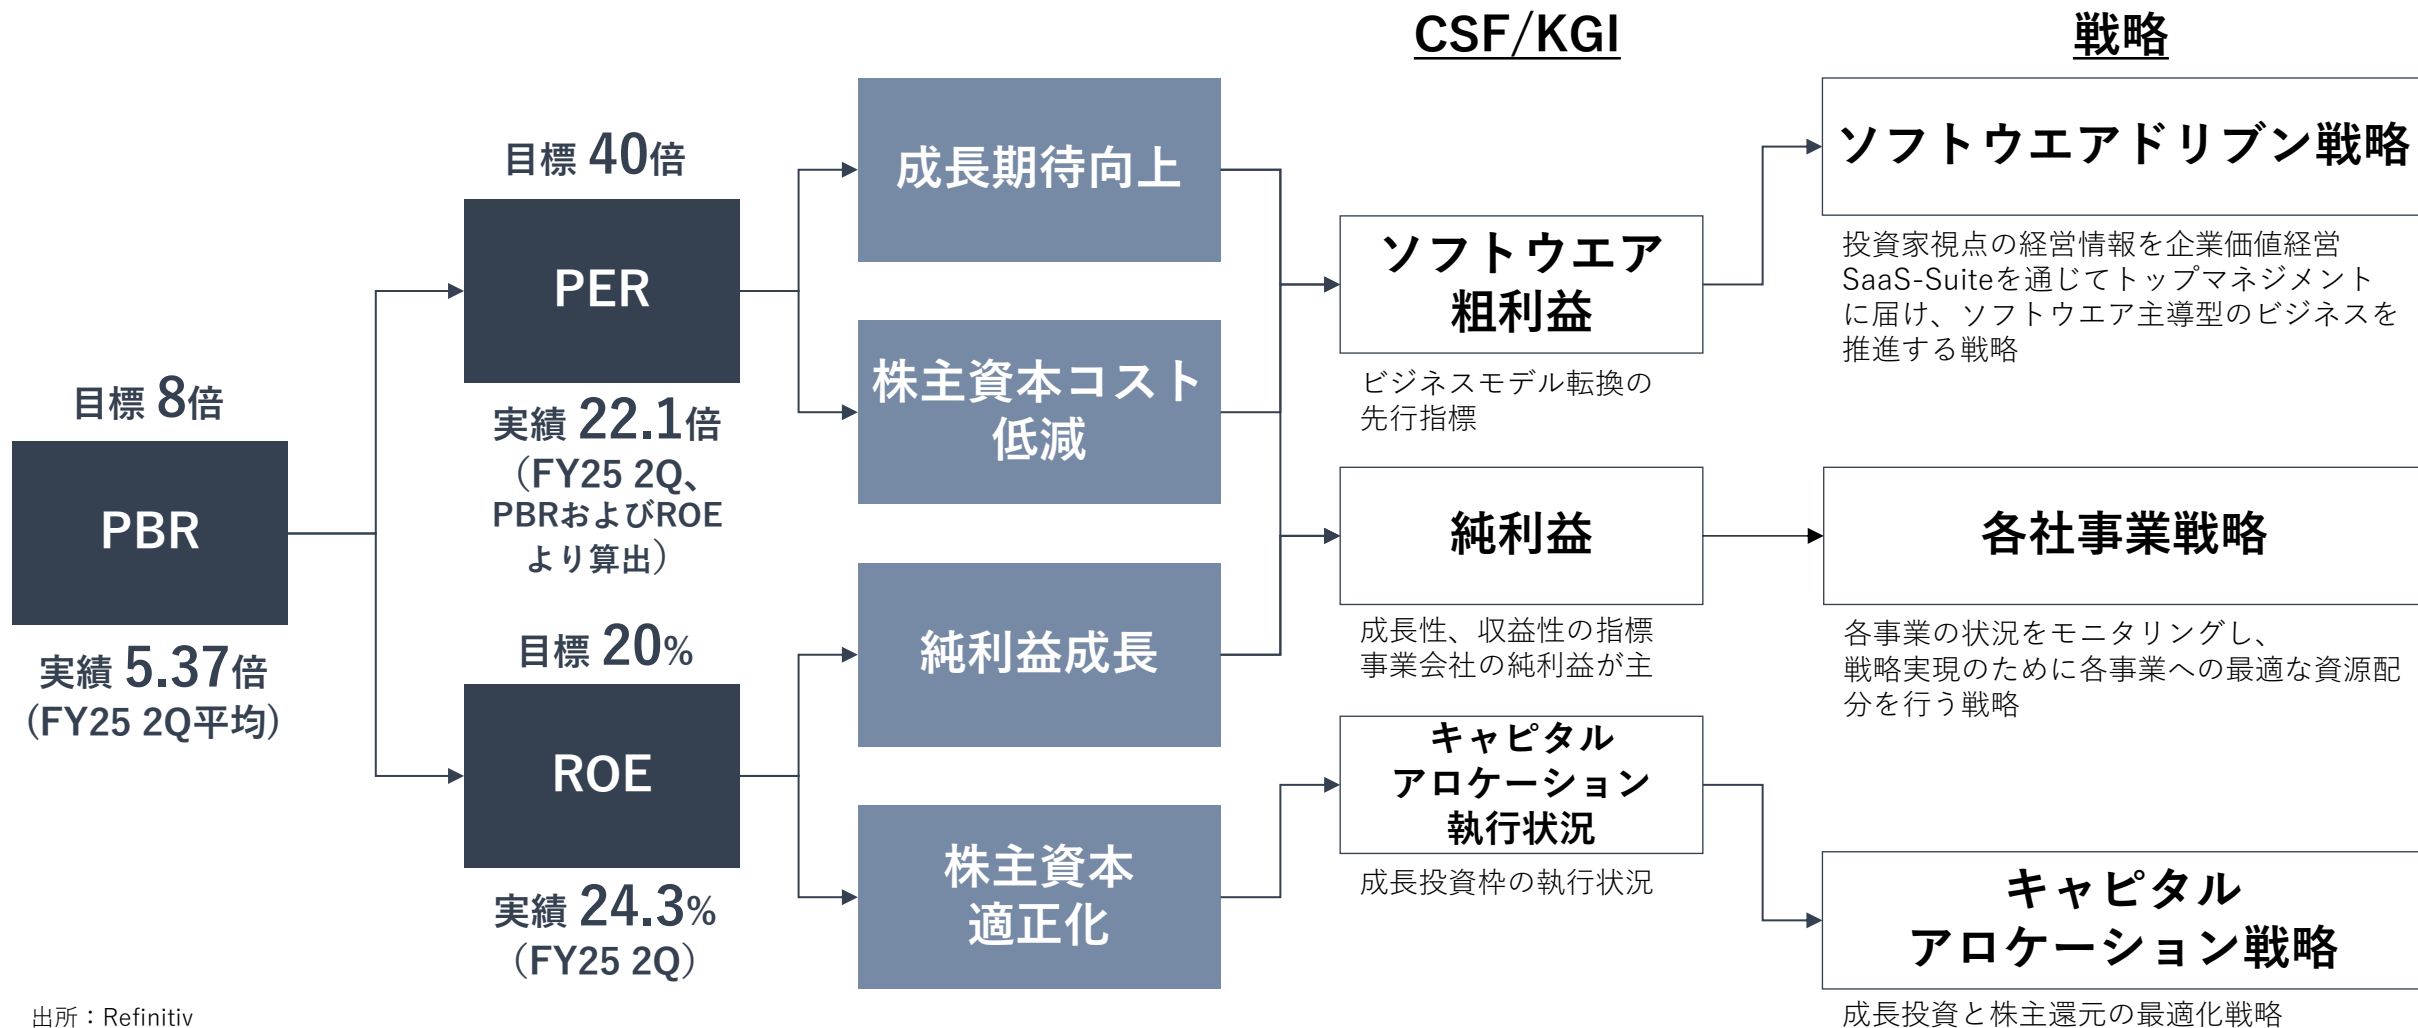 CSF/KGI
戦略
目標 8倍
PBR
実績 5.37倍
(FY25 2Q平均)
目標 40倍
PER
実績 22.1倍
（FY25 2Q、
PBRおよびROE
より算出）
目標 20%
ROE
実績 24.3%
（FY25 2Q）
成長期待向上
株主資本コスト
低減
純利益成長
株主資本
適正化
ソフトウエア
粗利益
ビジネスモデル転換の
先行指標
純利益
成長性、収益性の指標
事業会社の純利益が主
キャピタル
アロケーション
執行状況
成長投資枠の執行状況
ソフトウエアドリブン戦略
投資家視点の経営情報を企業価値経営
SaaS-Suiteを通じてトップマネジメント
に届け、ソフトウエア主導型のビジネスを
推進する戦略
各社事業戦略
各事業の状況をモニタリングし、
戦略実現のために各事業への最適な資源配
分を行う戦略
キャピタル
アロケーション戦略
成長投資と株主還元の最適化戦略
出所：Refinitiv